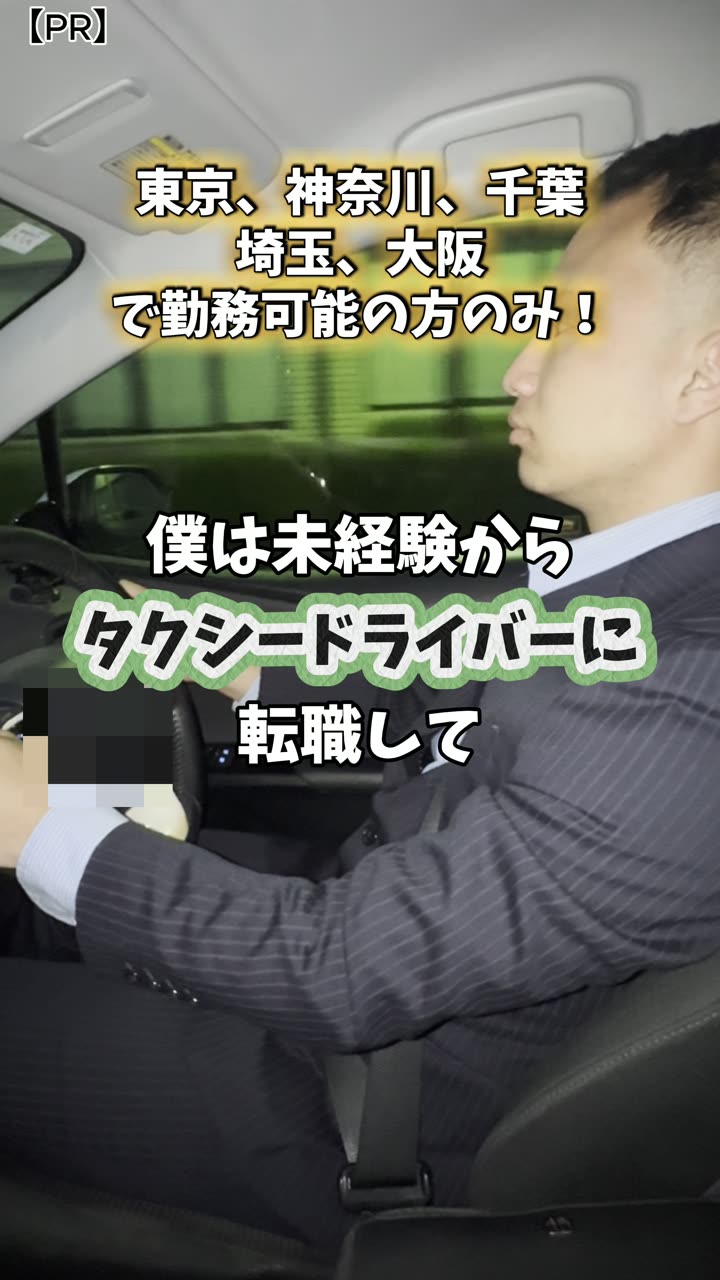 【PR】
東京、神奈川、千葉
埼玉、大阪
で勤務可能の方のみ！
僕は未経験から
タクシードライバーに
転職して